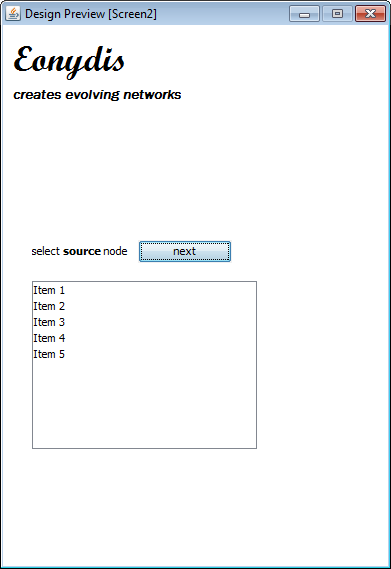 Design Preview [Screen2]
Eonydis
creates evolving networks
select source node next
Item 1
Item 2
Item 3
Item 4
Item 5